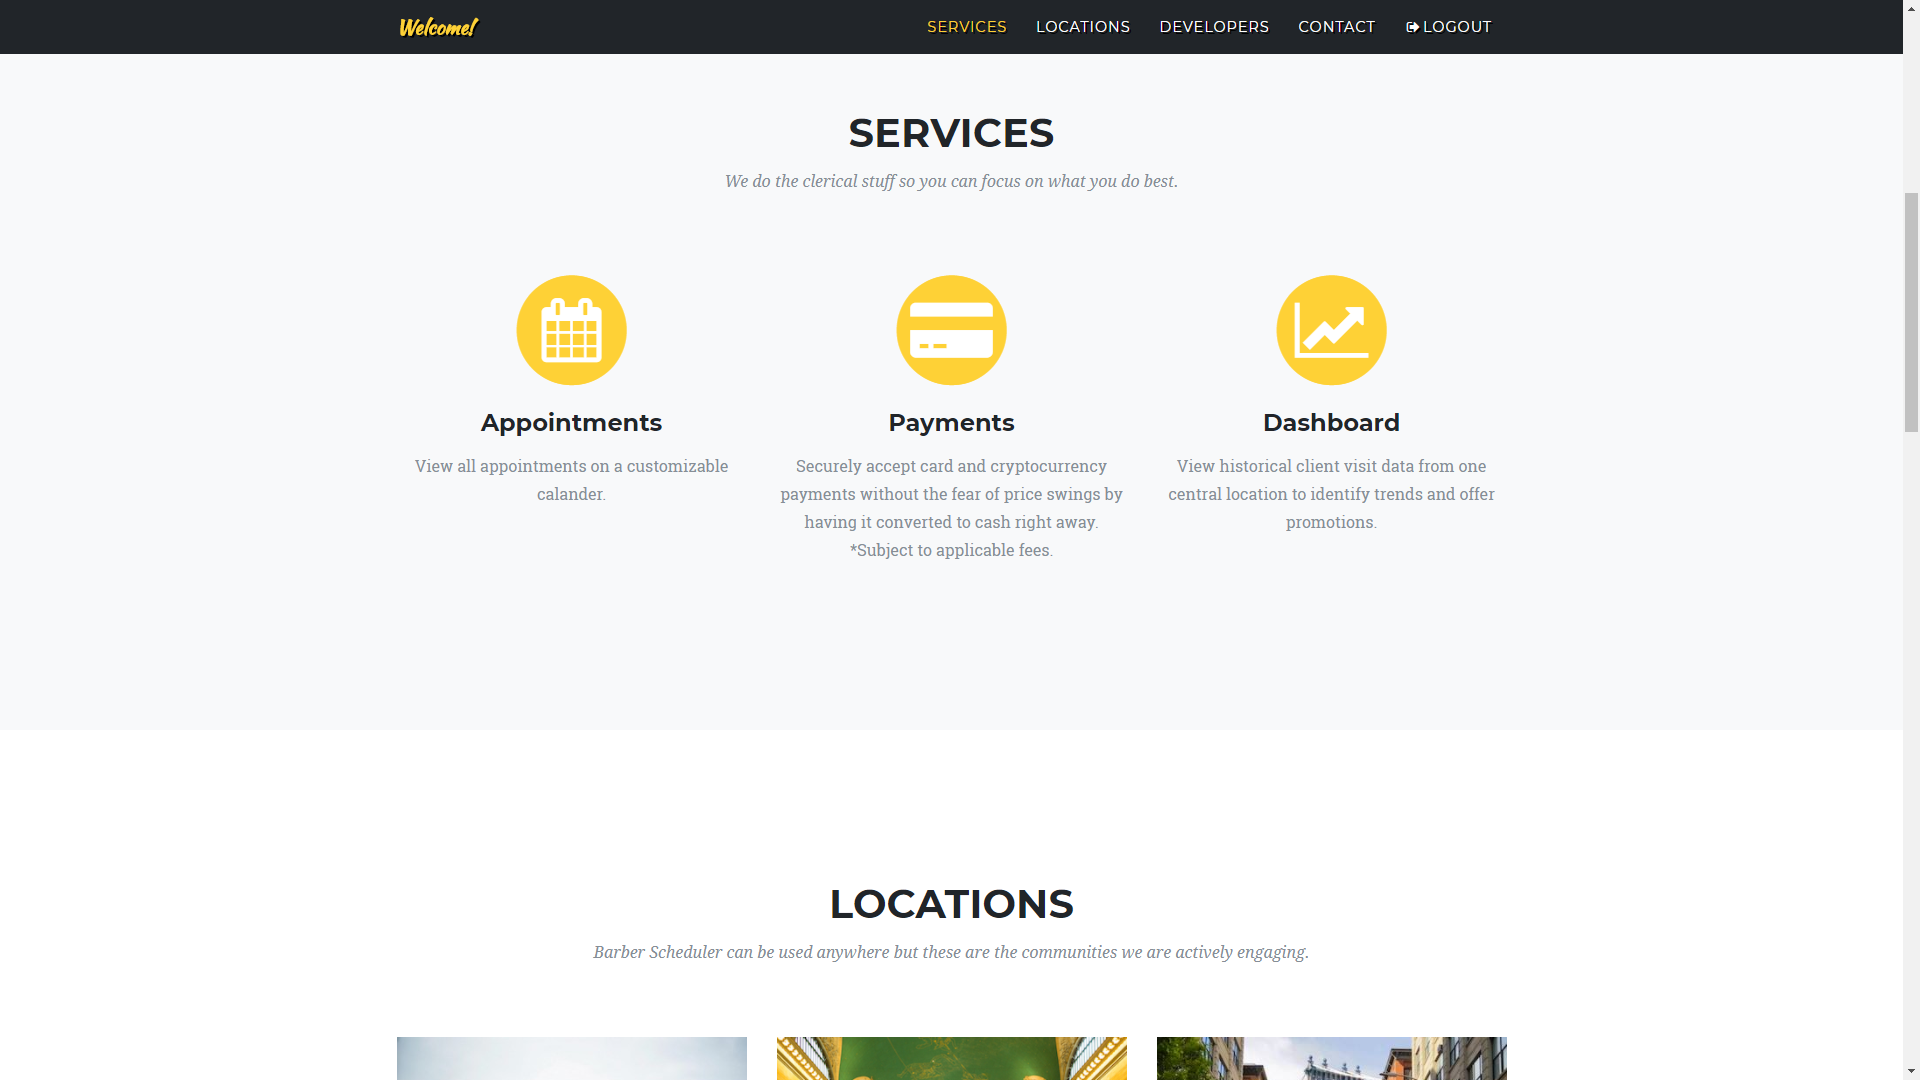 Welcome!
SERVICES
LOCATIONS
DEVELOPERS
CONTACT
LOGOUT
SERVICES
We do the clerical stuff so you can focus on what you do best.
Appointments
View all appointments on a customizable
calander.
Payments
Securely accept card and cryptocurrency
payments without the fear of price swings by
having it converted to cash right away.
*Subject to applicable fees.
Dashboard
View historical client visit data from one
central location to identify trends and offer
promotions.
LOCATIONS
Barber Scheduler can be used anywhere but these are the communities we are actively engaging.